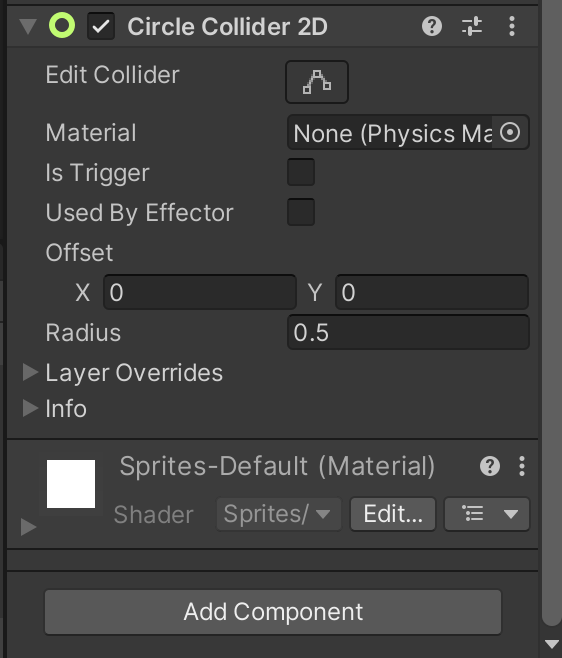 Circle Collider 2D
Edit Collider
Material None (Physics Ma
Is Trigger
Used By Effector
Offset
X 0 Y 0
Radius 0.5
Layer Overrides
Info
Sprites-Default (Material)
Shader Sprites/ Edit...
Add Component